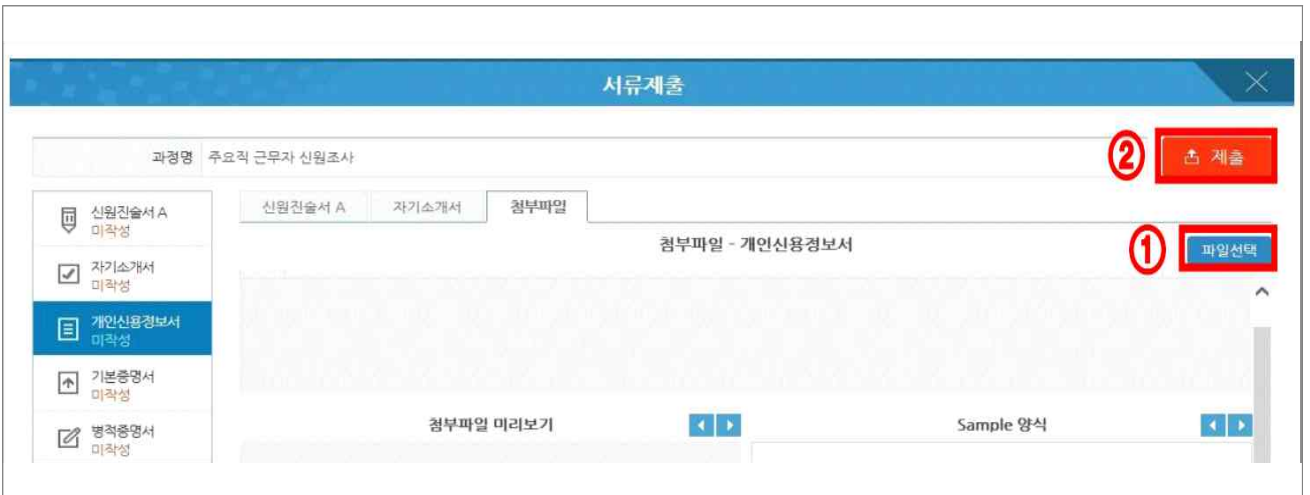 서류제출
과정명 주요직 근무자 신원조사
② 제출
신원진술서 A
미작성
자기소개서
미작성
개인신용정보서
미작성
기본증명서
미작성
병적증명서
미작성
신원진술서 A 자기소개서 첨부파일
첨부파일 - 개인신용정보서
① 파일선택
첨부파일 미리보기
Sample 양식